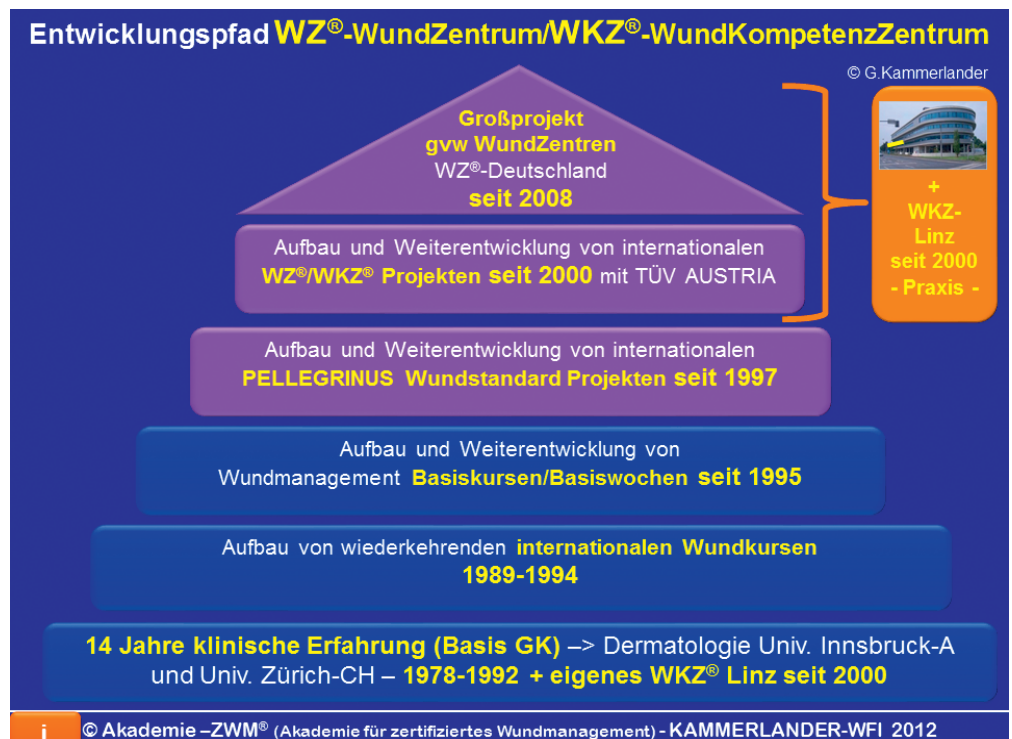 Entwicklungspfad WZ®-WundZentrum/WKZ®-WundKompetenzZentrum
© G.Kammerlander
Großprojekt
gvw WundZentren
WZ®-Deutschland
seit 2008
Aufbau und Weiterentwicklung von internationalen
WZ®/WKZ® Projekten seit 2000 mit TÜV AUSTRIA
+
WKZ-
Linz
seit 2000
- Praxis -
Aufbau und Weiterentwicklung von internationalen
PELLEGRINUS Wundstandard Projekten seit 1997
Aufbau und Weiterentwicklung von
Wundmanagement Basiskursen/Basiswochen seit 1995
Aufbau von wiederkehrenden internationalen Wundkursen
1989-1994
14 Jahre klinische Erfahrung (Basis GK) –> Dermatologie Univ. Innsbruck-A
und Univ. Zürich-CH – 1978-1992 + eigenes WKZ® Linz seit 2000
i © Akademie –ZWM® (Akademie für zertifiziertes Wundmanagement) - KAMMERLANDER-WFI 2012